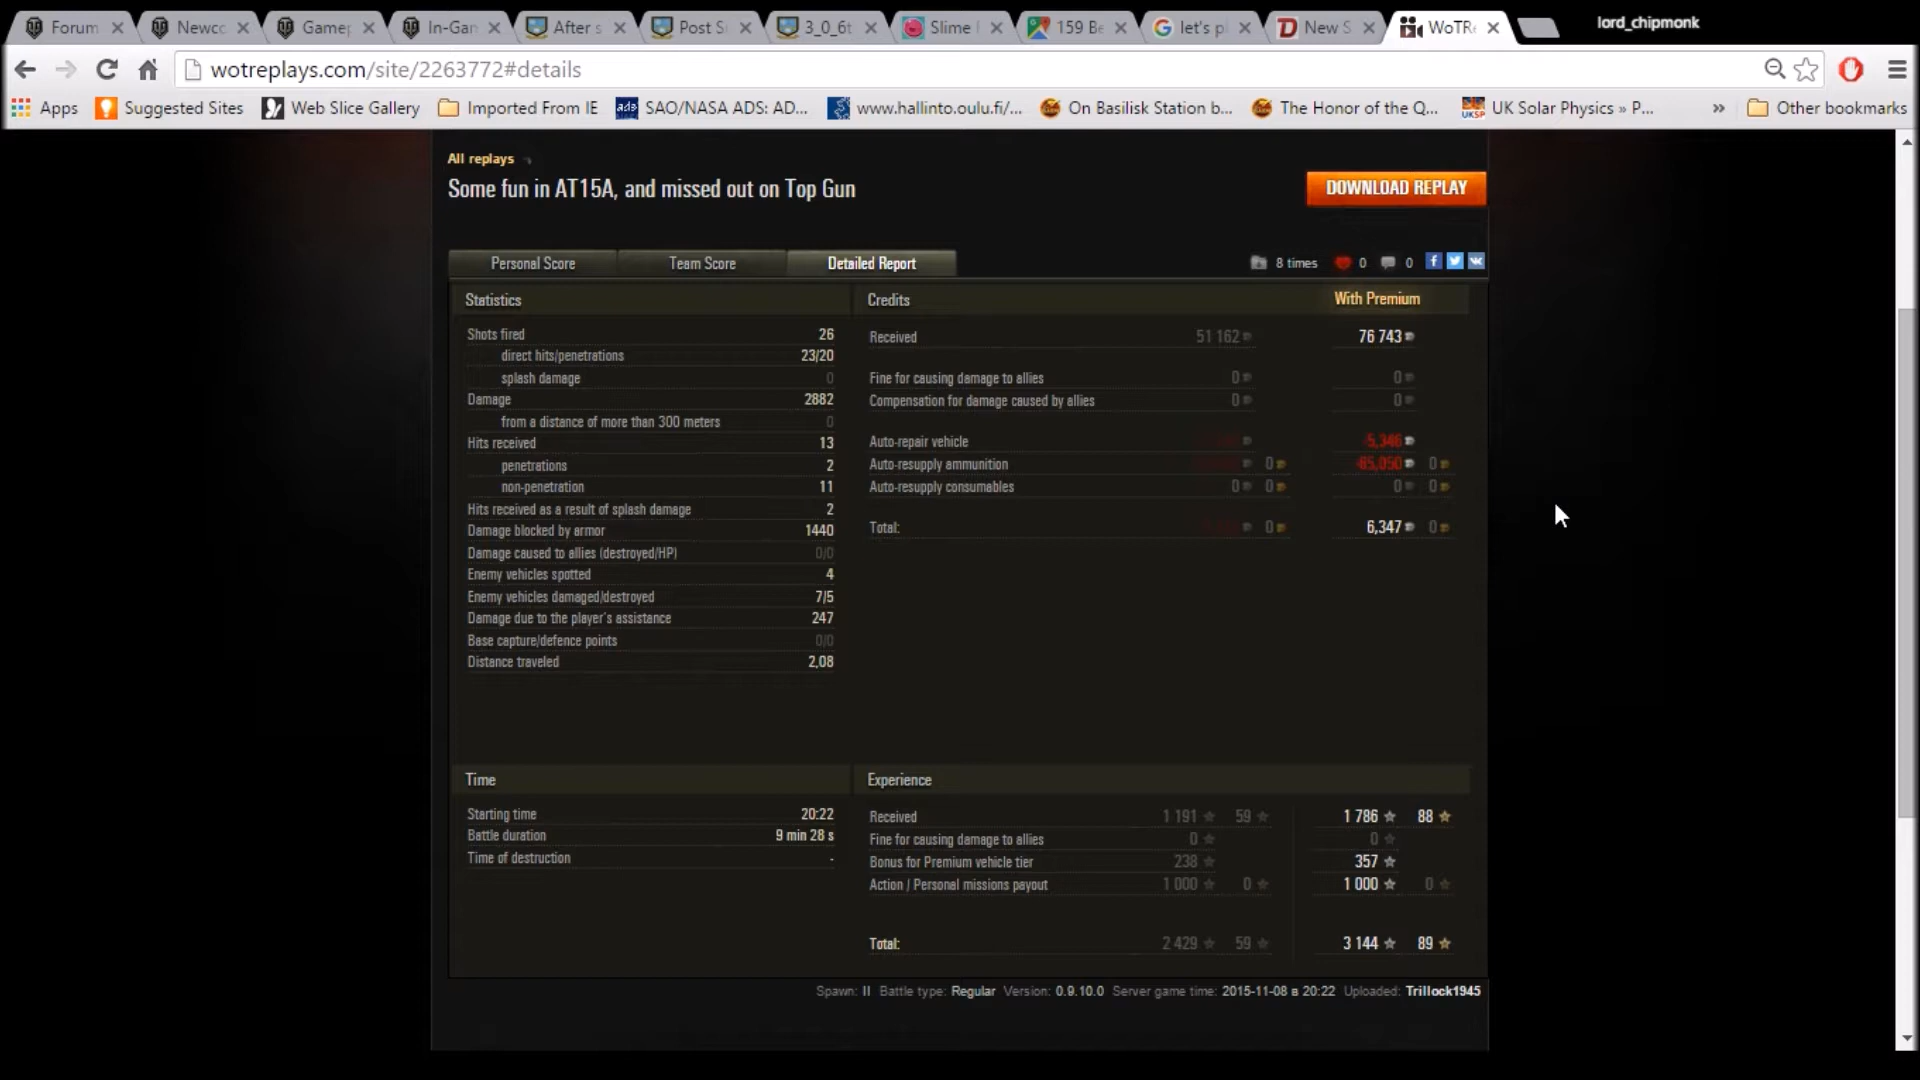 Forum Newcc Gamep In-Gan After s Post S 3_0_6t Slime 159 Be let's pl New S WoTRe lord_chipmonk
wotreplays.com/site/2263772#details
Apps Suggested Sites Web Slice Gallery Imported From IE SAO/NASA ADS: AD... www.hallinto.oulu.fi/... On Basilisk Station b... The Honor of the Q... UK Solar Physics » P... » Other bookmarks
All replays
Some fun in AT15A, and missed out on Top Gun
DOWNLOAD REPLAY
Personal Score Team Score Detailed Report 8 times 0 0
Statistics Credits With Premium
Shots fired 26 Received 51 162 76 743
direct hits/penetrations 23/20
splash damage 0 Fine for causing damage to allies 0 0
Damage 2882 Compensation for damage caused by allies 0 0
from a distance of more than 300 meters 0
Hits received 13 Auto-repair vehicle -5,346
penetrations 2 Auto-resupply ammunition 0 -65,050 0
non-penetration 11 Auto-resupply consumables 0 0 0 0
Hits received as a result of splash damage 2
Damage blocked by armor 1440 Total: 0 6,347 0
Damage caused to allies (destroyed/HP) 0/0
Enemy vehicles spotted 4
Enemy vehicles damaged/destroyed 7/5
Damage due to the player's assistance 247
Base capture/defence points 0/0
Distance traveled 2,08
Time Experience
Starting time 20:22 Received 1 191 59 1 786 88
Battle duration 9 min 28 s Fine for causing damage to allies 0 0
Time of destruction - Bonus for Premium vehicle tier 238 357
Action / Personal missions payout 1 000 0 1 000 0
Total: 2 429 59 3 144 89
Spawn: II Battle type: Regular Version: 0.9.10.0 Server game time: 2015-11-08 в 20:22 Uploaded: Trillock1945